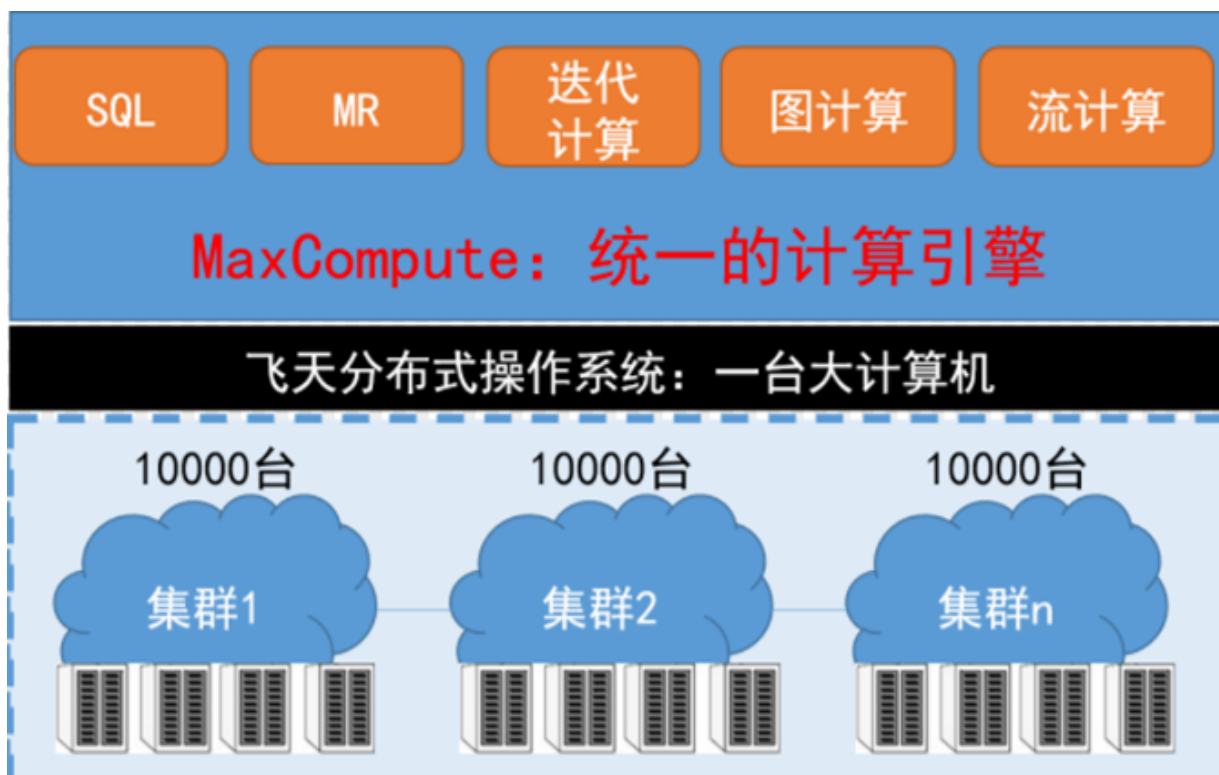 SQL
MR
迭代
计算
图计算
流计算
MaxCompute：统一的计算引擎
飞天分布式操作系统：一台大计算机
10000台
10000台
10000台
集群1
集群2
集群n